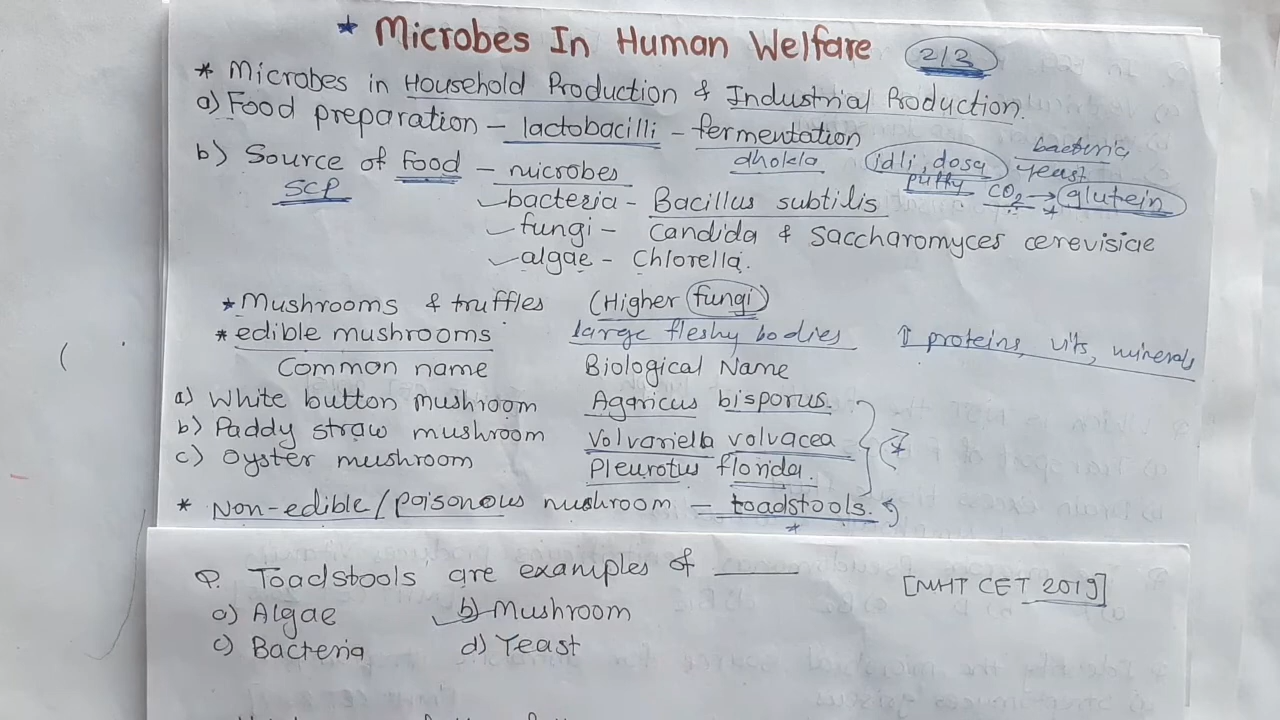 * Microbes In Human Welfare 2/3
* Microbes in Household Production & Industrial Production.
a) Food preparation – lactobacilli – fermentation
dhokla idli, dosa puffy bacteria yeast CO2 → glutein
b) Source of Food – microbes
SCP
bacteria - Bacillus subtilis
fungi - Candida & Saccharomyces cerevisiae
algae - Chlorella.
* Mushrooms & truffles (Higher fungi)
* edible mushrooms large fleshy bodies ↑ proteins, vits, minerals
Common name Biological Name
a) White button mushroom Agaricus bisporus.
b) Paddy straw mushroom Volvariella volvacea
c) Oyster mushroom Pleurotus florida.
* Non-edible/poisonous mushroom – toadstools.
Q. Toadstools are examples of ____ [MHT CET 2019]
a) Algae b) Mushroom
c) Bacteria d) Yeast